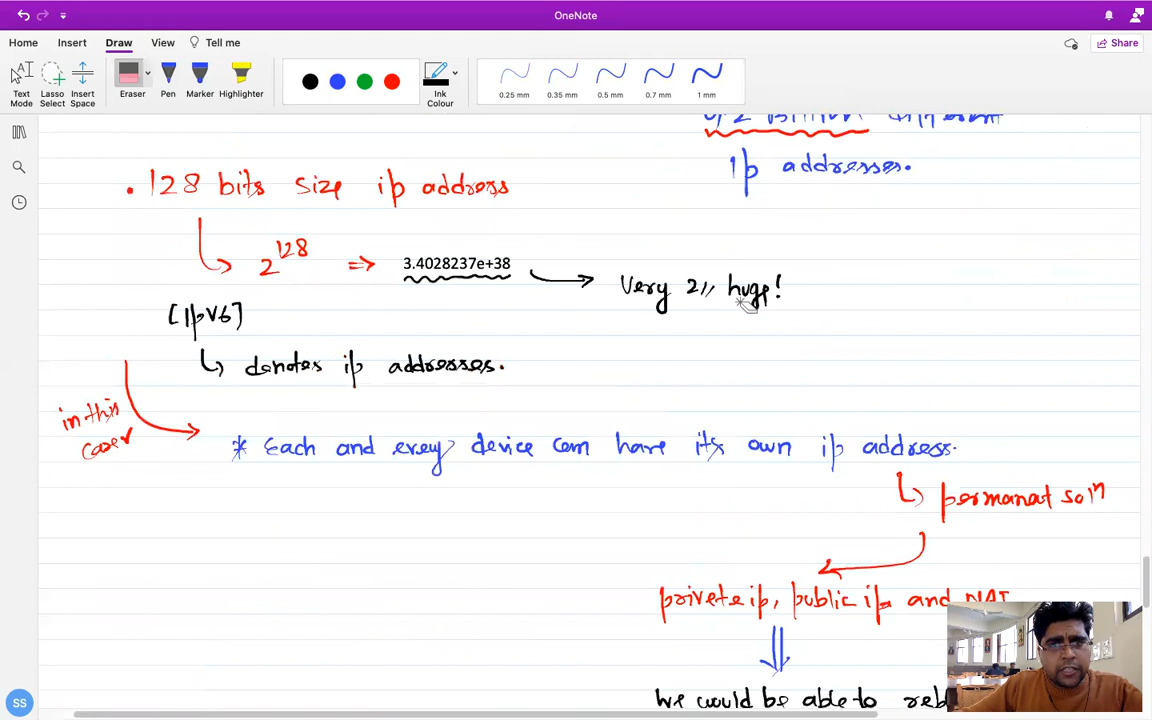 OneNote
Home Insert Draw View Tell me
Share
Text Mode
Lasso Select
Insert Space
Eraser
Pen
Marker
Highlighter
Ink Colour
0.25 mm 0.35 mm 0.5 mm 0.7 mm 1 mm
ip addresses.
. 128 bits size ip address
2^128 => 3.4028237e+38
Very 2,, huge!
[ipV6]
denotes ip addresses.
in this
case
* Each and every device can have its own ip address.
permanat solⁿ
private ip, public ip and NAT
We would be able to
SS